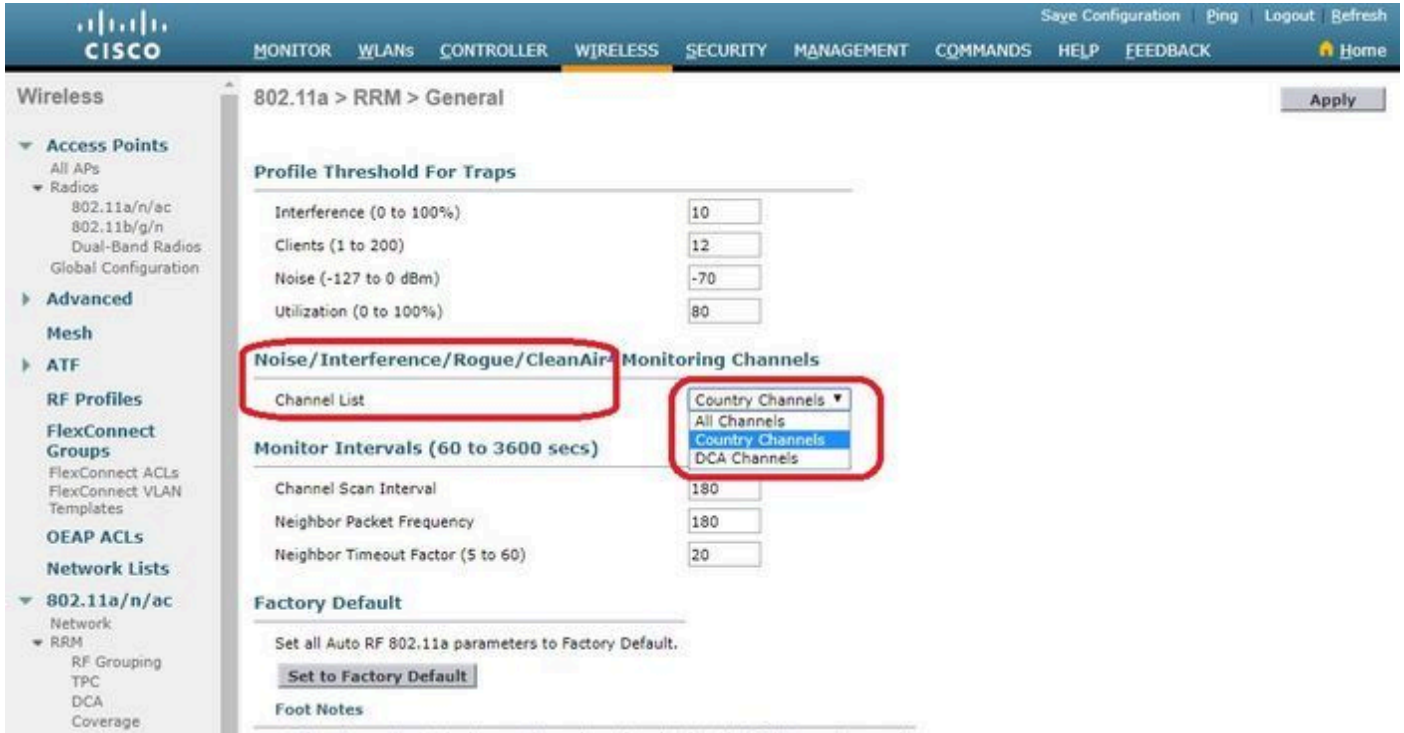 Save Configuration Ping Logout Refresh
CISCO MONITOR WLANs CONTROLLER WIRELESS SECURITY MANAGEMENT COMMANDS HELP FEEDBACK Home
Wireless
Access Points
All APs
Radios
802.11a/n/ac
802.11b/g/n
Dual-Band Radios
Global Configuration
Advanced
Mesh
ATF
RF Profiles
FlexConnect
Groups
FlexConnect ACLs
FlexConnect VLAN
Templates
OEAP ACLs
Network Lists
802.11a/n/ac
Network
RRM
RF Grouping
TPC
DCA
Coverage
802.11a > RRM > General
Apply
Profile Threshold For Traps
Interference (0 to 100%) 10
Clients (1 to 200) 12
Noise (-127 to 0 dBm) -70
Utilization (0 to 100%) 80
Noise/Interference/Rogue/CleanAir Monitoring Channels
Channel List Country Channels
All Channels
Country Channels
DCA Channels
Monitor Intervals (60 to 3600 secs)
Channel Scan Interval 180
Neighbor Packet Frequency 180
Neighbor Timeout Factor (5 to 60) 20
Factory Default
Set all Auto RF 802.11a parameters to Factory Default.
Set to Factory Default
Foot Notes